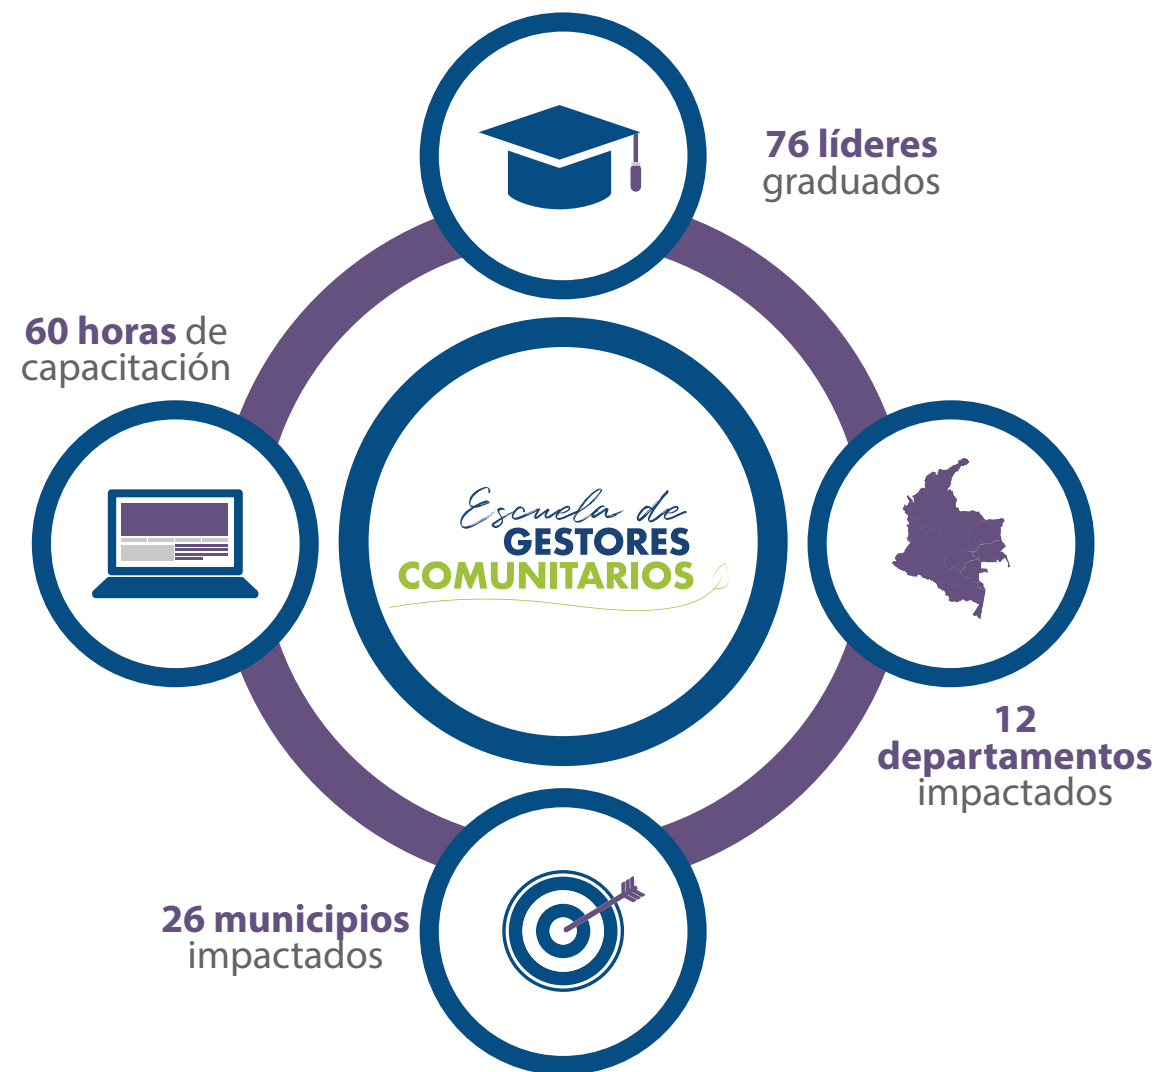 76 líderes
graduados
60 horas de
capacitación
Escuela de
GESTORES
COMUNITARIOS
12
departamentos
impactados
26 municipios
impactados